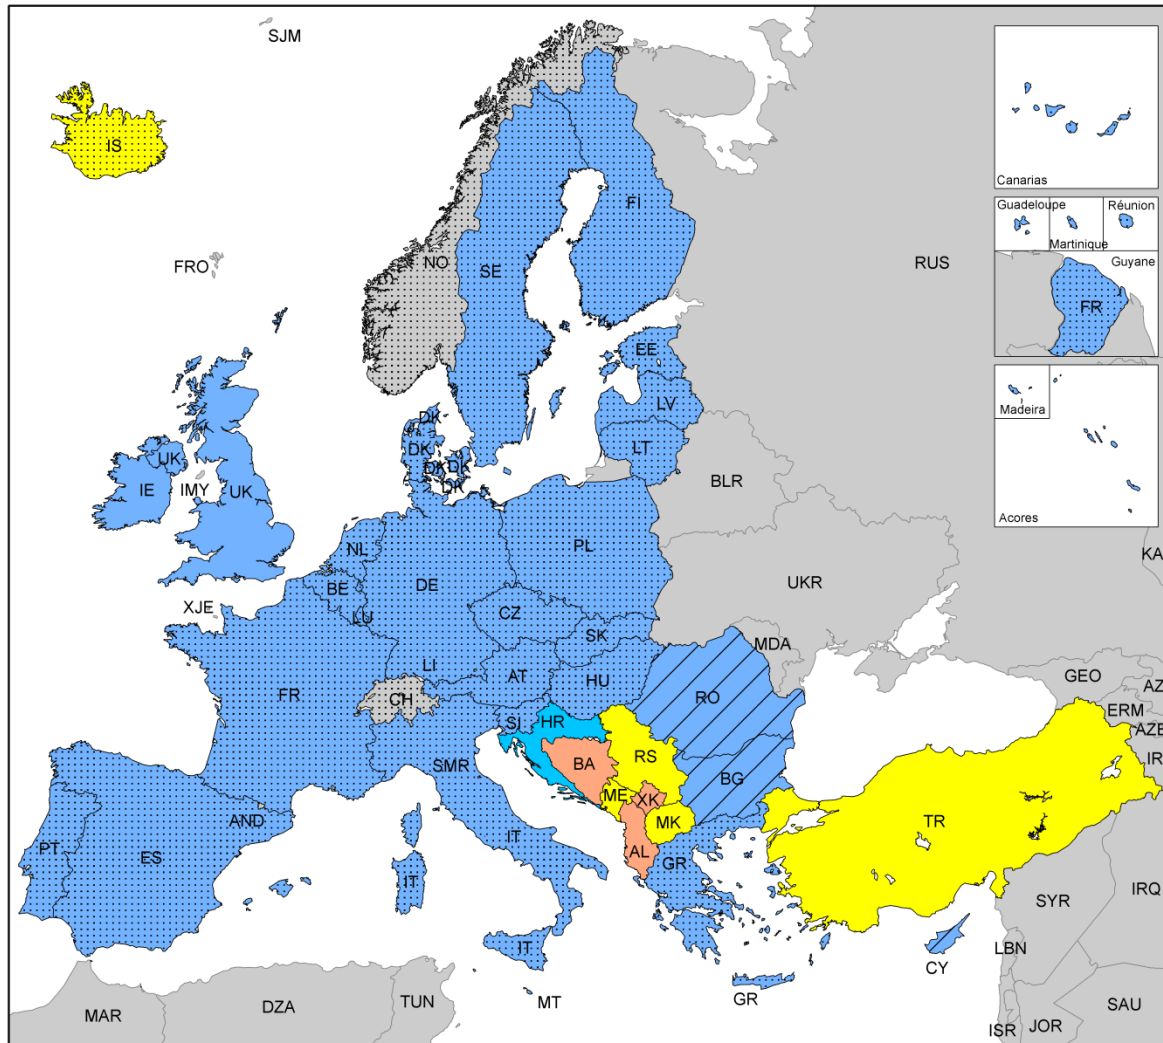 SJM
IS
Canarias
Guadeloupe
Réunion
Martinique
Guyane
FR
Madeira
Acores
FRO
NO
SE
FI
RUS
EE
LV
LT
DK
DK
DK
DK
DK
UK
IE
IMY
UK
BLR
NL
PL
BE
DE
UKR
KA
XJE
LU
CZ
SK
MDA
LI
AT
HU
FR
CH
RO
GEO
AZ
SI
HR
ERM
AZE
SMR
BA
RS
IR
ME
XK
BG
AND
MK
TR
PT
ES
IT
AL
GR
IT
IT
SYR
IRQ
LBN
CY
MT
GR
MAR
DZA
TUN
ISR
JOR
SAU